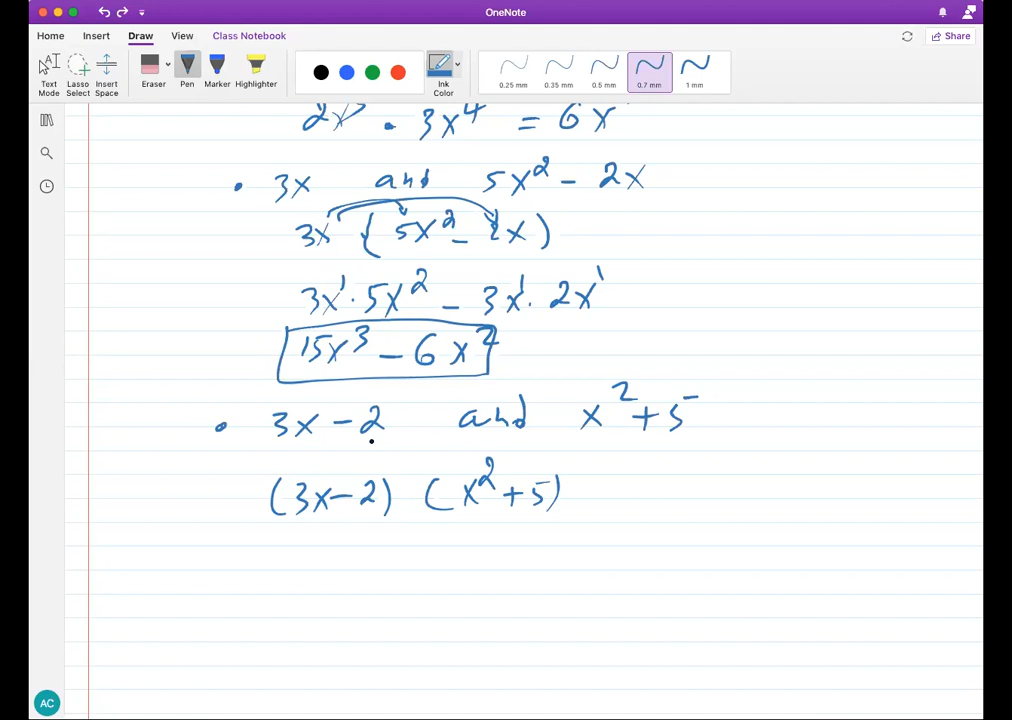 OneNote
Home Insert Draw View Class Notebook Share
Text Mode Lasso Select Insert Space Eraser Pen Marker Highlighter Ink Color 0.25 mm 0.35 mm 0.5 mm 0.7 mm 1 mm
· 3x⁴ = 6x
• 3x and 5x² - 2x
3x (5x² - 2x)
3x¹ · 5x² - 3x¹ · 2x¹
15x³ - 6x²
• 3x - 2 and x² + 5
(3x - 2) (x² + 5)
AC